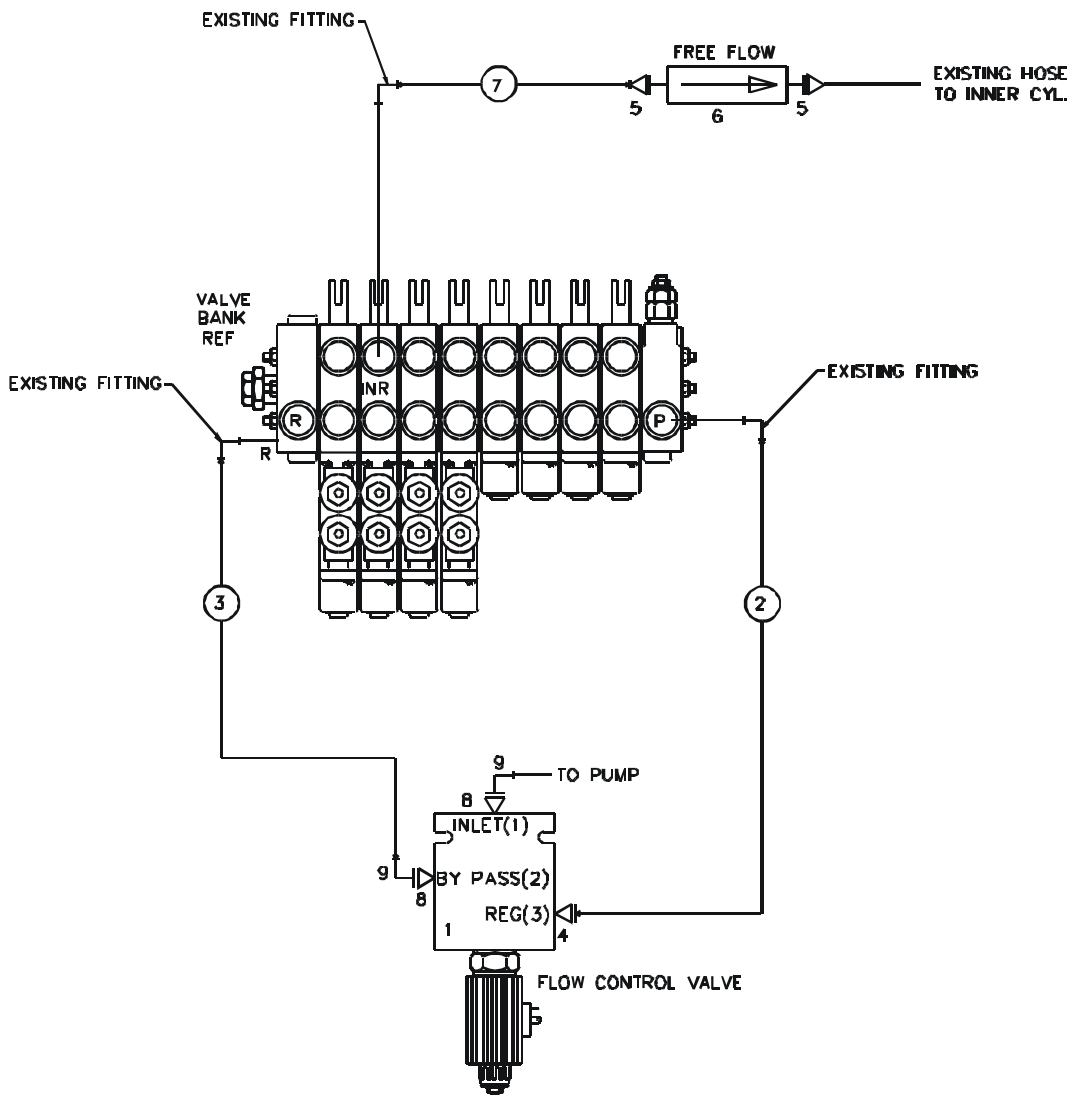 EXISTING FITTING
FREE FLOW
7
5
6
5
EXISTING HOSE
TO INNER CYL.
VALVE
BANK
REF
INR
EXISTING FITTING
EXISTING FITTING
R
P
R
3
2
9
TO PUMP
8
INLET(1)
9
BY PASS(2)
8
REG(3)
1
4
FLOW CONTROL VALVE